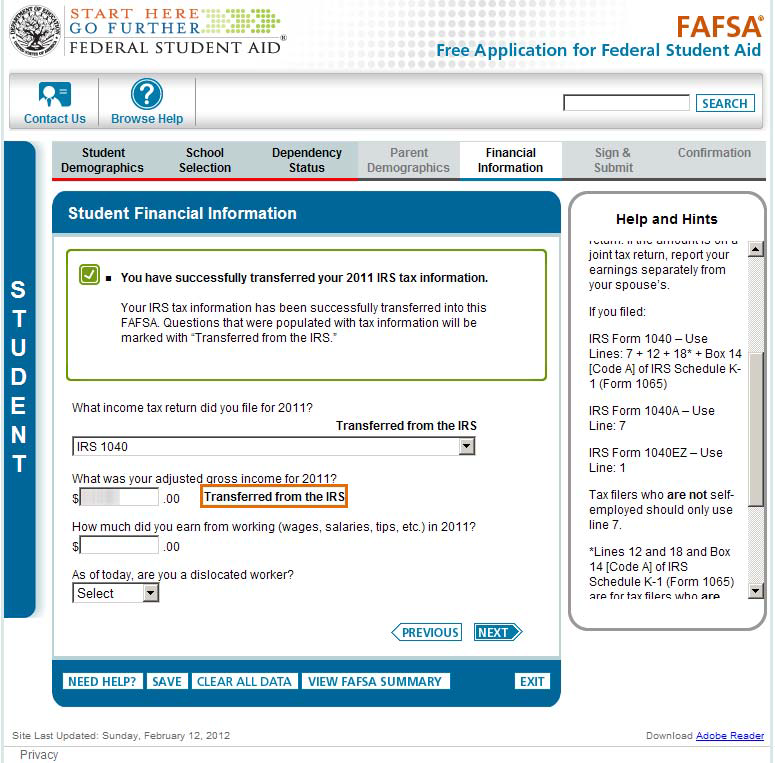 START HERE
GO FURTHER
FEDERAL STUDENT AID®
FAFSA®
Free Application for Federal Student Aid
Contact Us
Browse Help
SEARCH
Student Demographics
School Selection
Dependency Status
Parent Demographics
Financial Information
Sign & Submit
Confirmation
STUDENT
Student Financial Information
You have successfully transferred your 2011 IRS tax information.
Your IRS tax information has been successfully transferred into this
FAFSA. Questions that were populated with tax information will be
marked with “Transferred from the IRS.”
What income tax return did you file for 2011?
Transferred from the IRS
IRS 1040
What was your adjusted gross income for 2011?
$ .00 Transferred from the IRS
How much did you earn from working (wages, salaries, tips, etc.) in 2011?
$ .00
As of today, are you a dislocated worker?
Select
PREVIOUS NEXT
NEED HELP? SAVE CLEAR ALL DATA VIEW FAFSA SUMMARY EXIT
Help and Hints
return. If the amount is on a
joint tax return, report your
earnings separately from
your spouse’s.
If you filed:
IRS Form 1040 – Use
Lines: 7 + 12 + 18* + Box 14
[Code A] of IRS Schedule K-
1 (Form 1065)
IRS Form 1040A – Use
Line: 7
IRS Form 1040EZ – Use
Line: 1
Tax filers who are not self-
employed should only use
line 7.
*Lines 12 and 18 and Box
14 [Code A] of IRS
Schedule K-1 (Form 1065)
are for tax filers who are
Site Last Updated: Sunday, February 12, 2012
Download Adobe Reader
Privacy